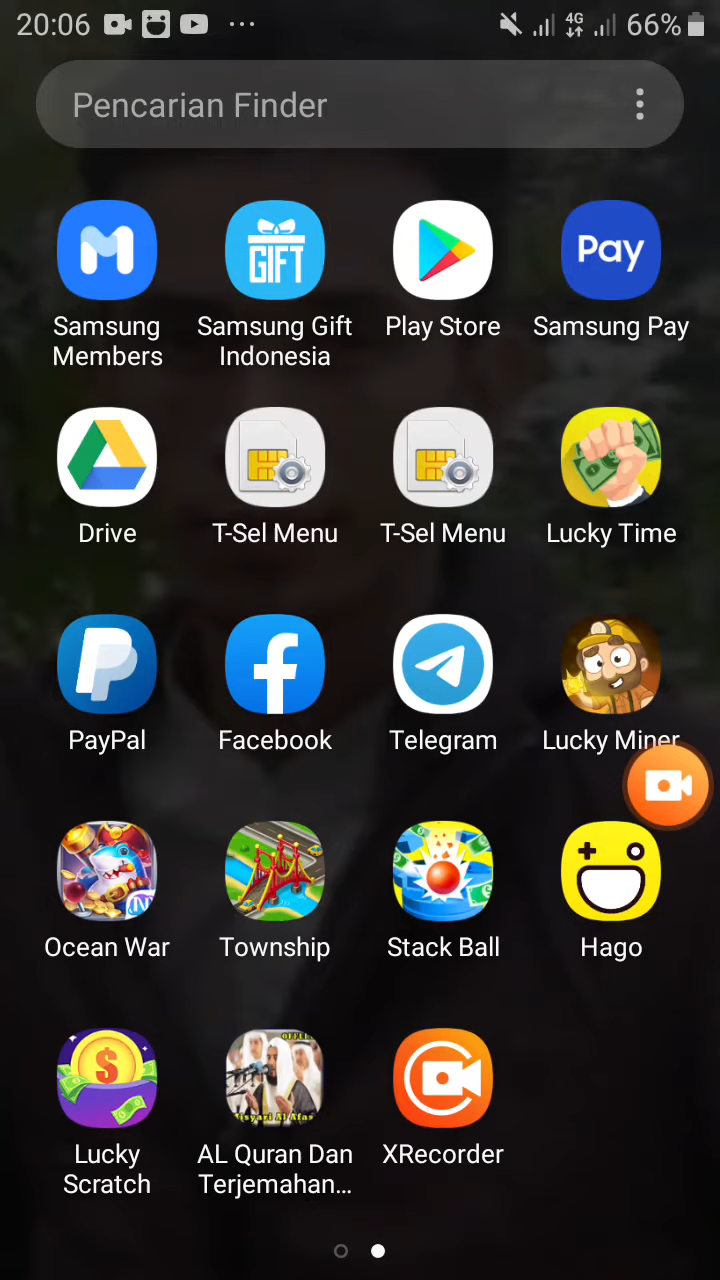 20:06
4G
66%
Pencarian Finder
GIFT
Pay
Samsung Members
Samsung Gift Indonesia
Play Store
Samsung Pay
Drive
T-Sel Menu
T-Sel Menu
Lucky Time
PayPal
Facebook
Telegram
Lucky Miner
Ocean War
Township
Stack Ball
Hago
Lucky Scratch
AL Quran Dan Terjemahan...
XRecorder